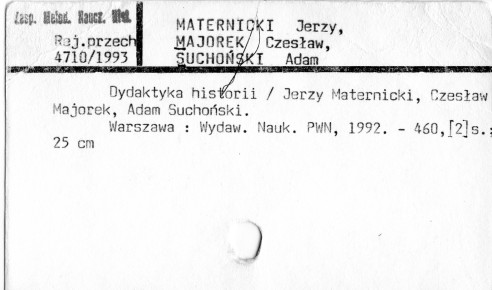 Zesp. Metod. Naucz. Hist.
Rej.przech
4710/1993
MATERNICKI Jerzy,
MAJOREK Czesław,
SUCHOŃSKI Adam
Dydaktyka historii / Jerzy Maternicki, Czesław
Majorek, Adam Suchoński.
Warszawa : Wydaw. Nauk. PWN, 1992. - 460,[2]s.;
25 cm